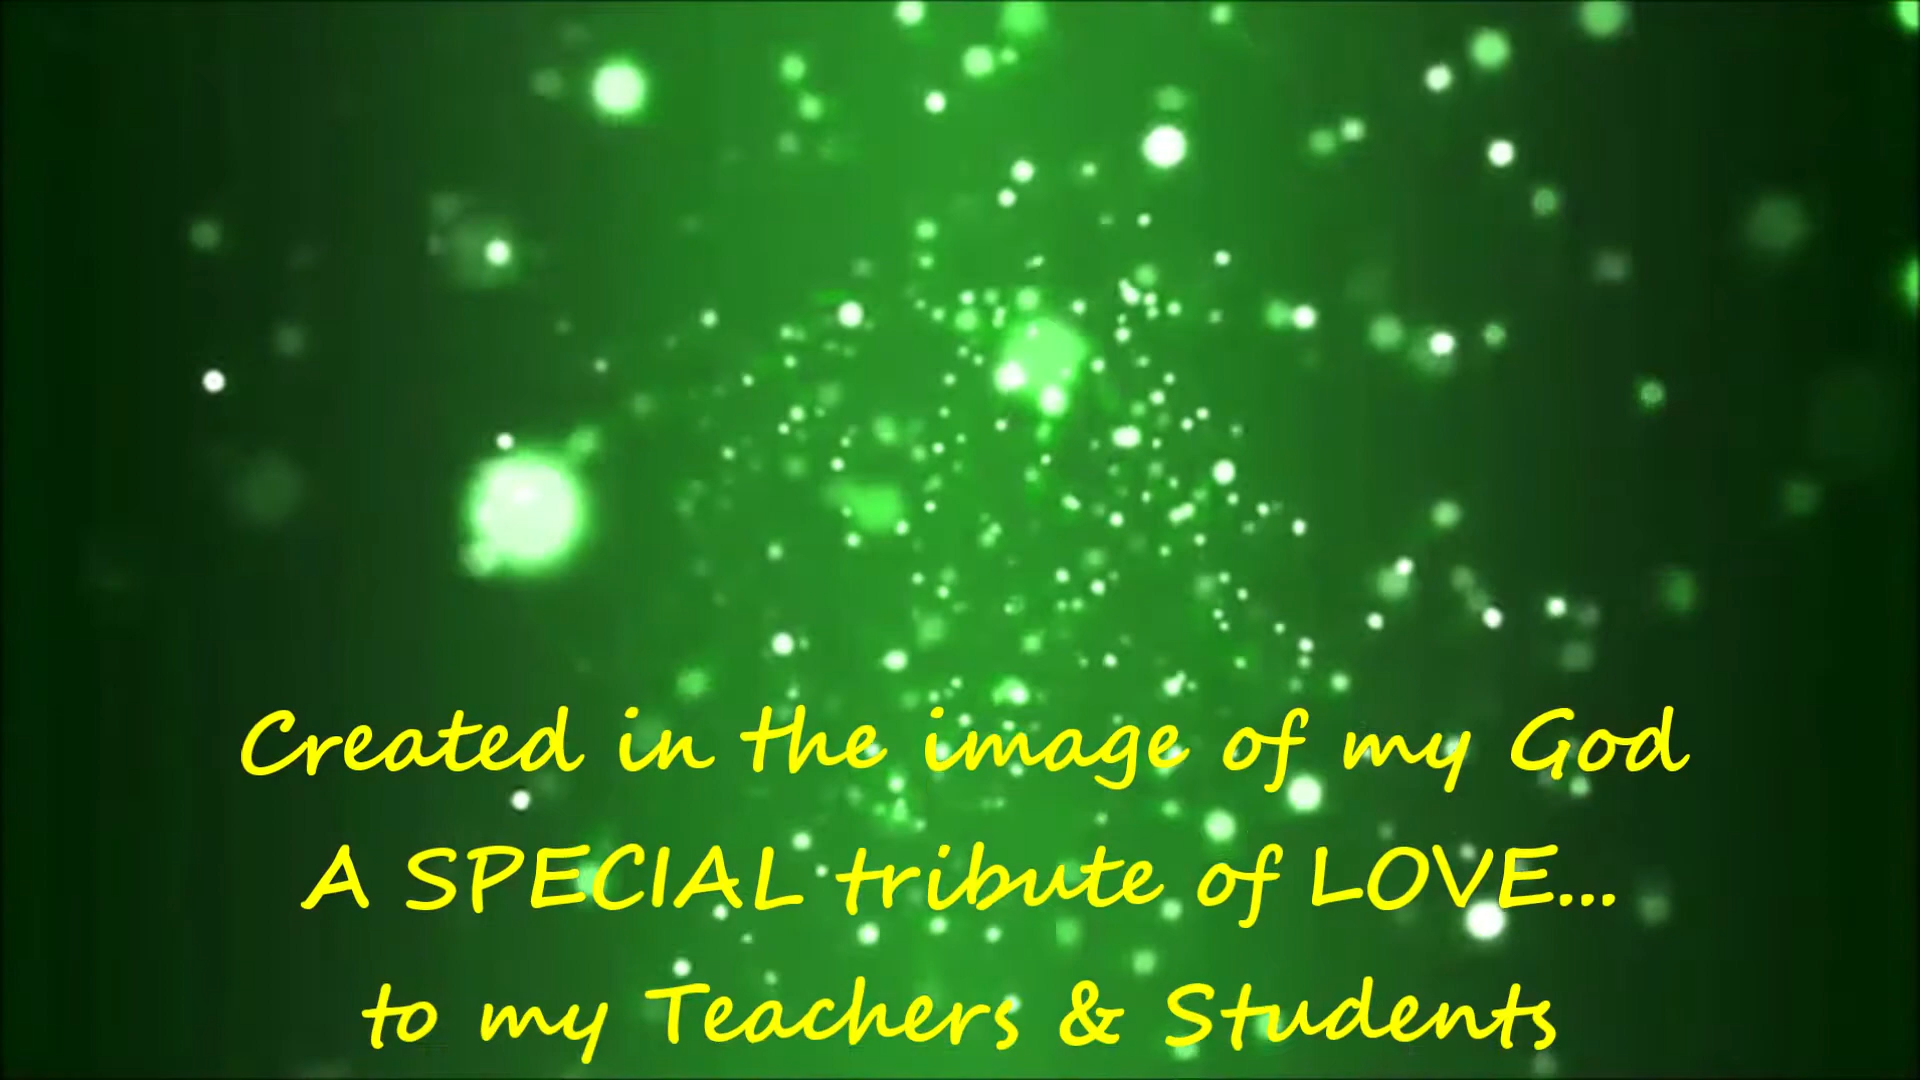 Created in the image of my God
A SPECIAL tribute of LOVE...
to my Teachers & Students